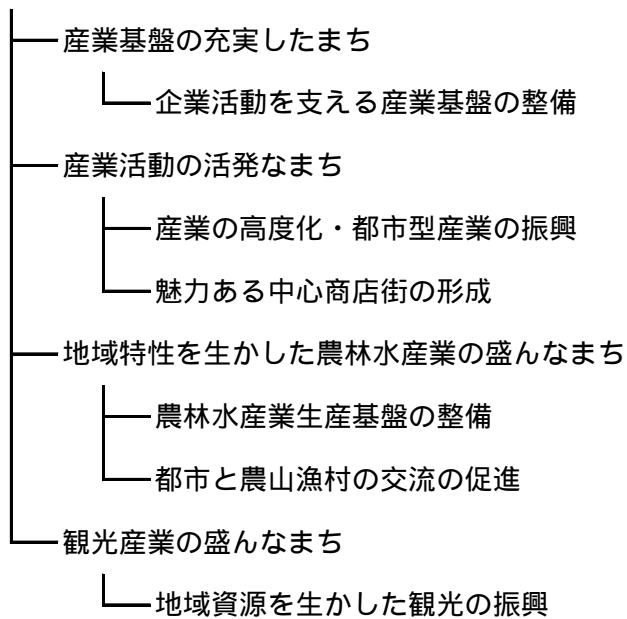 産業基盤の充実したまち
企業活動を支える産業基盤の整備
産業活動の活発なまち
産業の高度化・都市型産業の振興
魅力ある中心商店街の形成
地域特性を生かした農林水産業の盛んなまち
農林水産業生産基盤の整備
都市と農山漁村の交流の促進
観光産業の盛んなまち
地域資源を生かした観光の振興